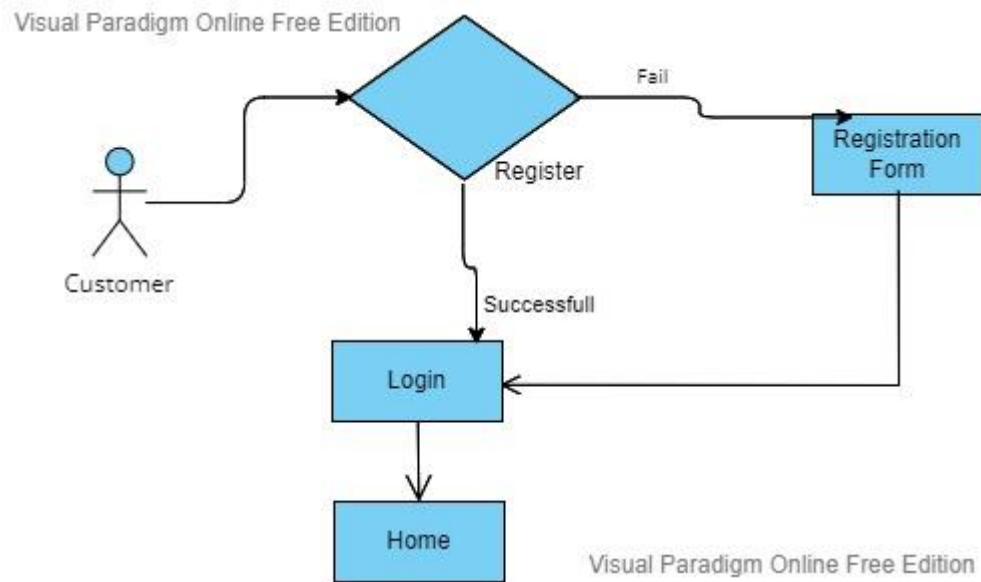 Visual Paradigm Online Free Edition
Fail
Registration
Form
Register
Customer
Successfull
Login
Home
Visual Paradigm Online Free Edition